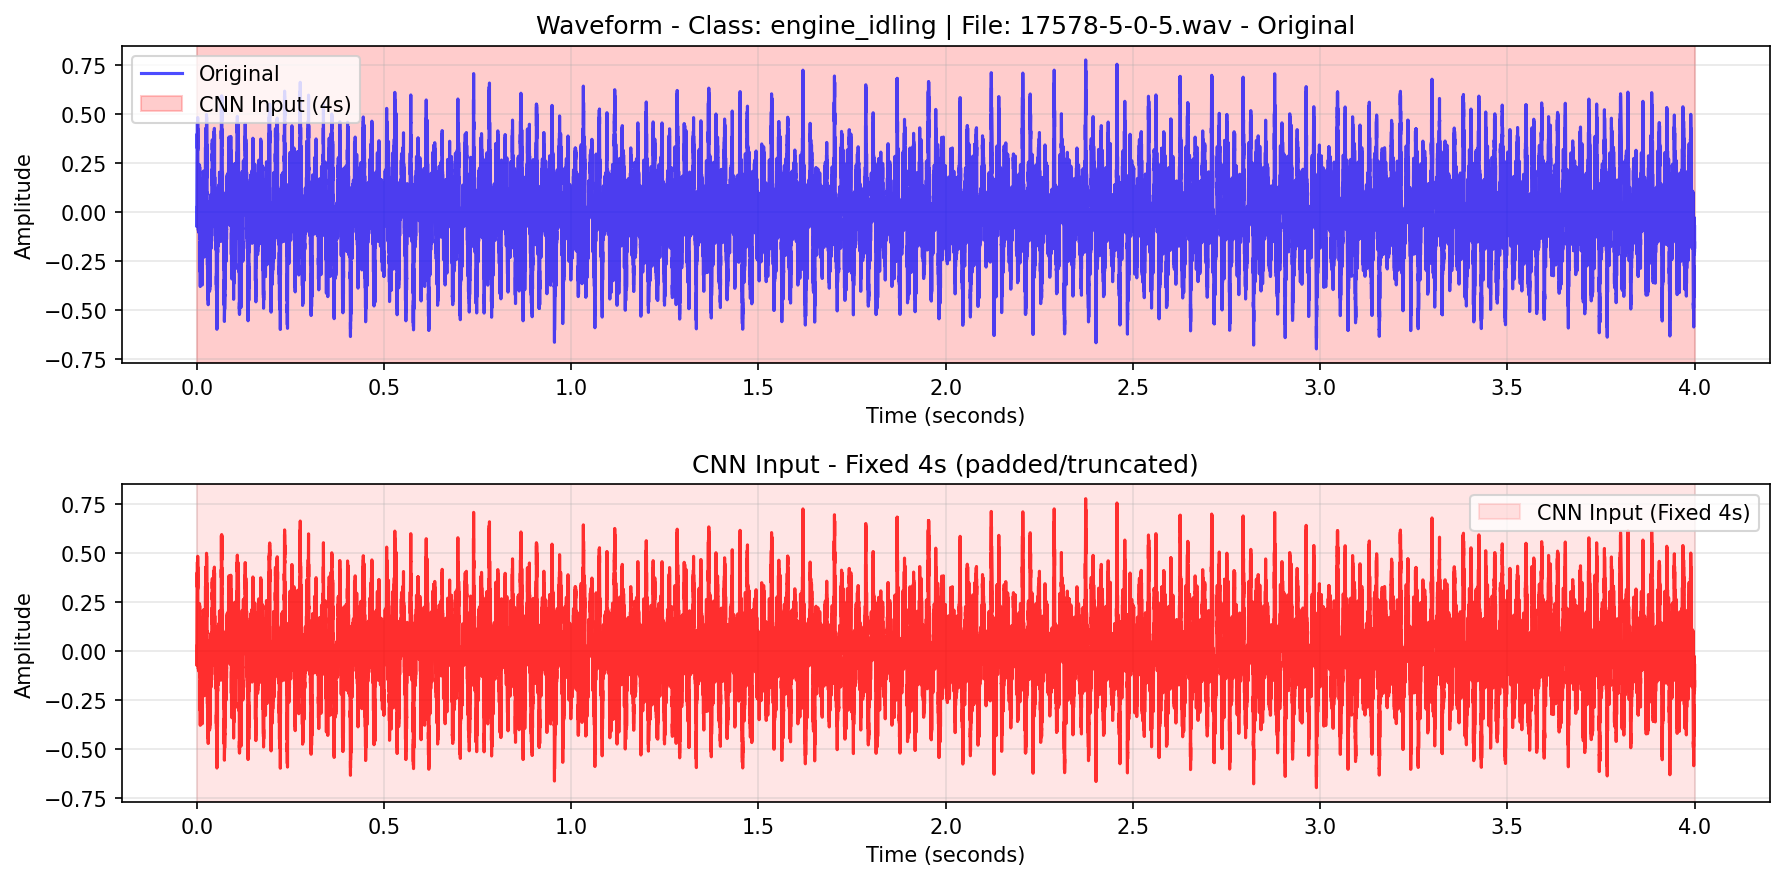 Waveform - Class: engine_idling | File: 17578-5-0-5.wav - Original
Original
CNN Input (4s)
Amplitude
0.75
0.50
0.25
0.00
−0.25
−0.50
−0.75
0.0 0.5 1.0 1.5 2.0 2.5 3.0 3.5 4.0
Time (seconds)
CNN Input - Fixed 4s (padded/truncated)
CNN Input (Fixed 4s)
Amplitude
0.75
0.50
0.25
0.00
−0.25
−0.50
−0.75
0.0 0.5 1.0 1.5 2.0 2.5 3.0 3.5 4.0
Time (seconds)